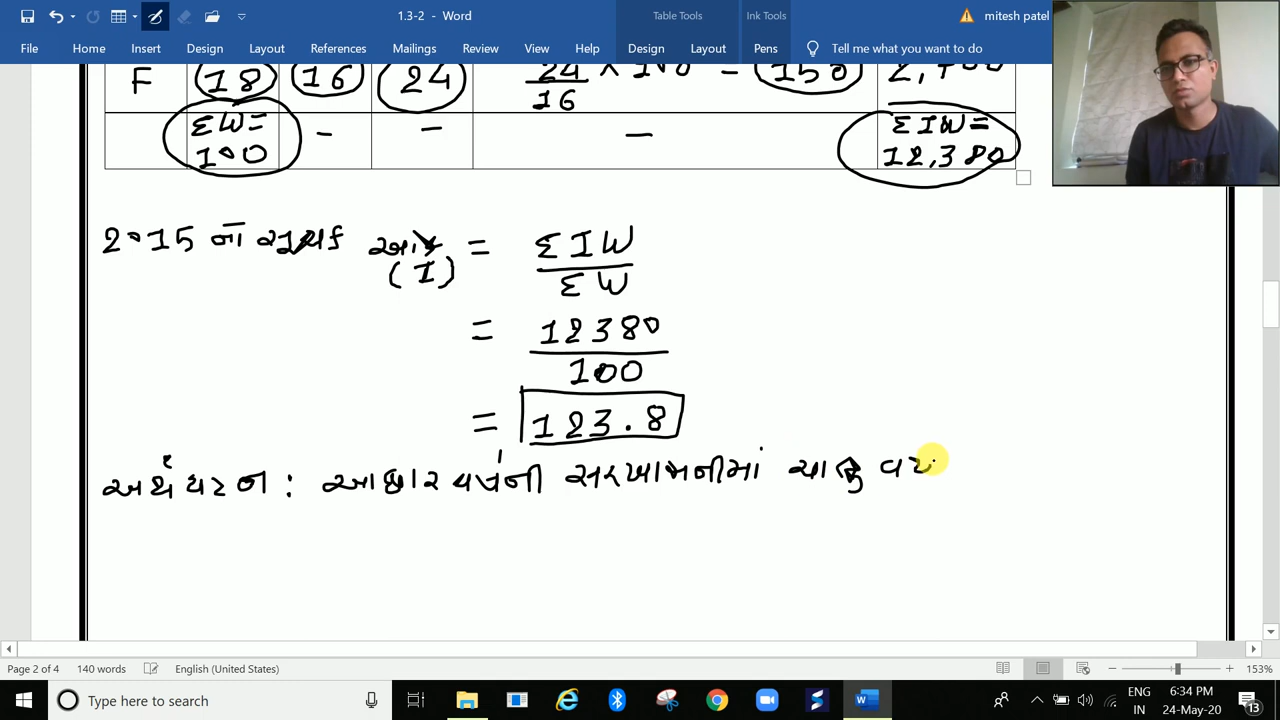 1.3-2 - Word
Table Tools
Ink Tools
mitesh patel
File Home Insert Design Layout References Mailings Review View Help Design Layout Pens Tell me what you want to do
F 18 16 24 24/16 × 100 = 150
ΣW = 100 - - - ΣIW = 12,380
2015 નો સૂચક આંક (I) = ΣIW / ΣW
= 12380 / 100
= 123.8
અર્થઘટન : આધાર વર્ષની સરખામણીમાં ચાલુ
Page 2 of 4 140 words English (United States) 153%
Type here to search
ENG IN
6:34 PM
24-May-20
13